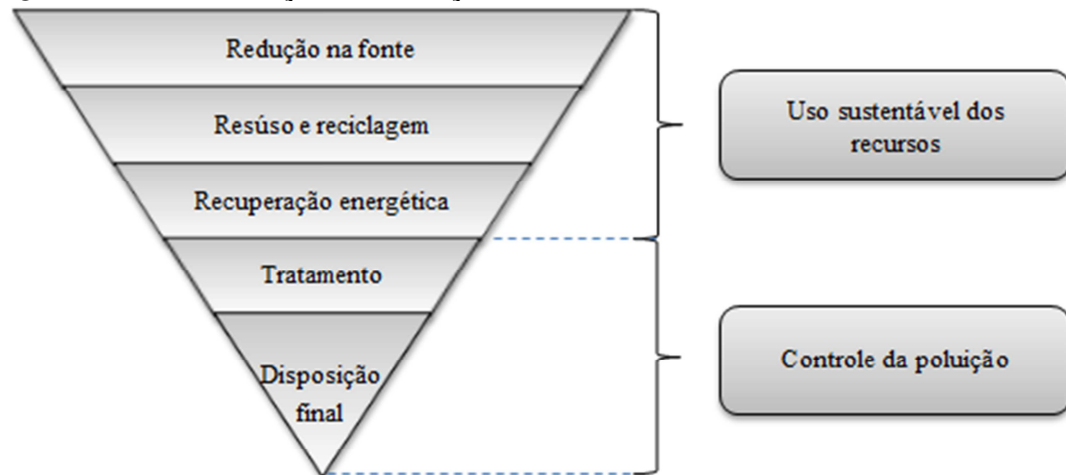 Redução na fonte
Resúso e reciclagem
Recuperação energética
Tratamento
Disposição
final
Uso sustentável dos
recursos
Controle da poluição